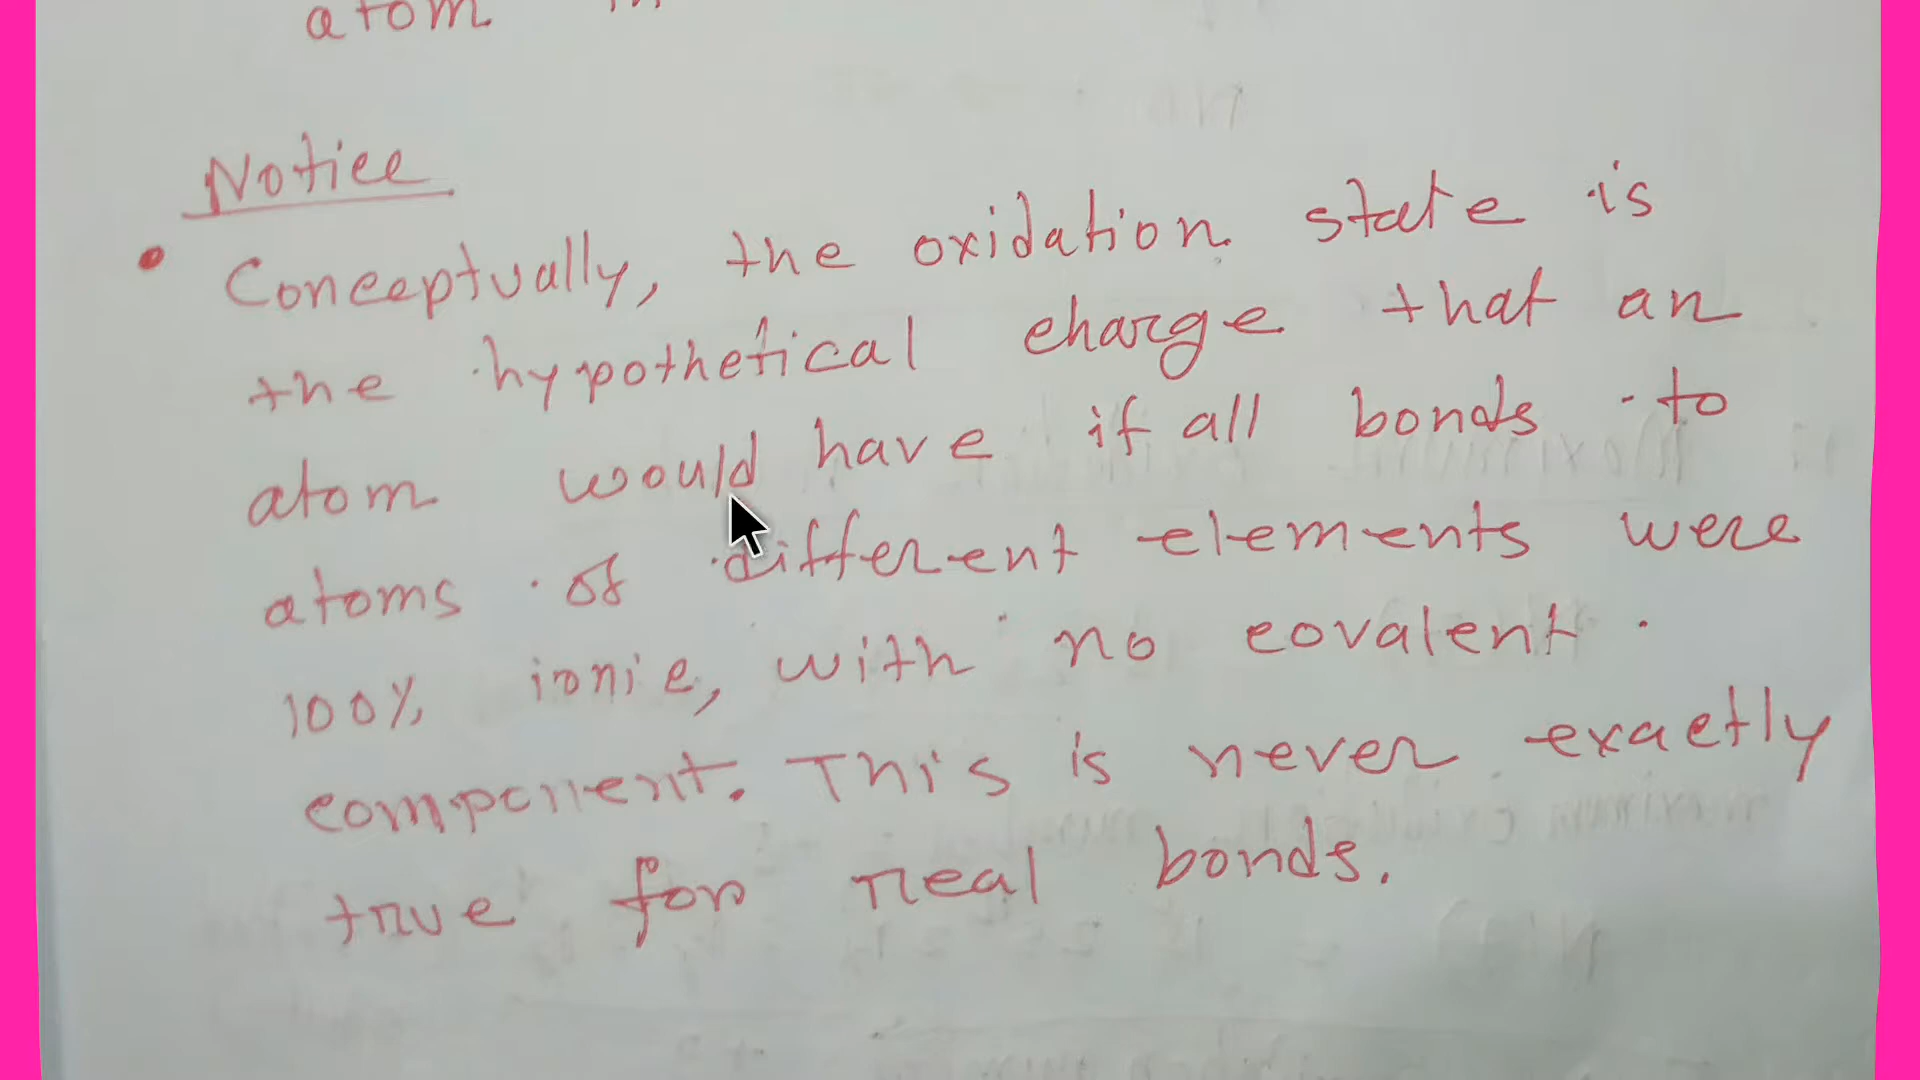 atom
Notice
• Conceptually, the oxidation state is
the hypothetical charge that an
atom would have if all bonds to
atoms of different elements were
100% ionic, with no covalent
component. This is never exactly
true for real bonds.